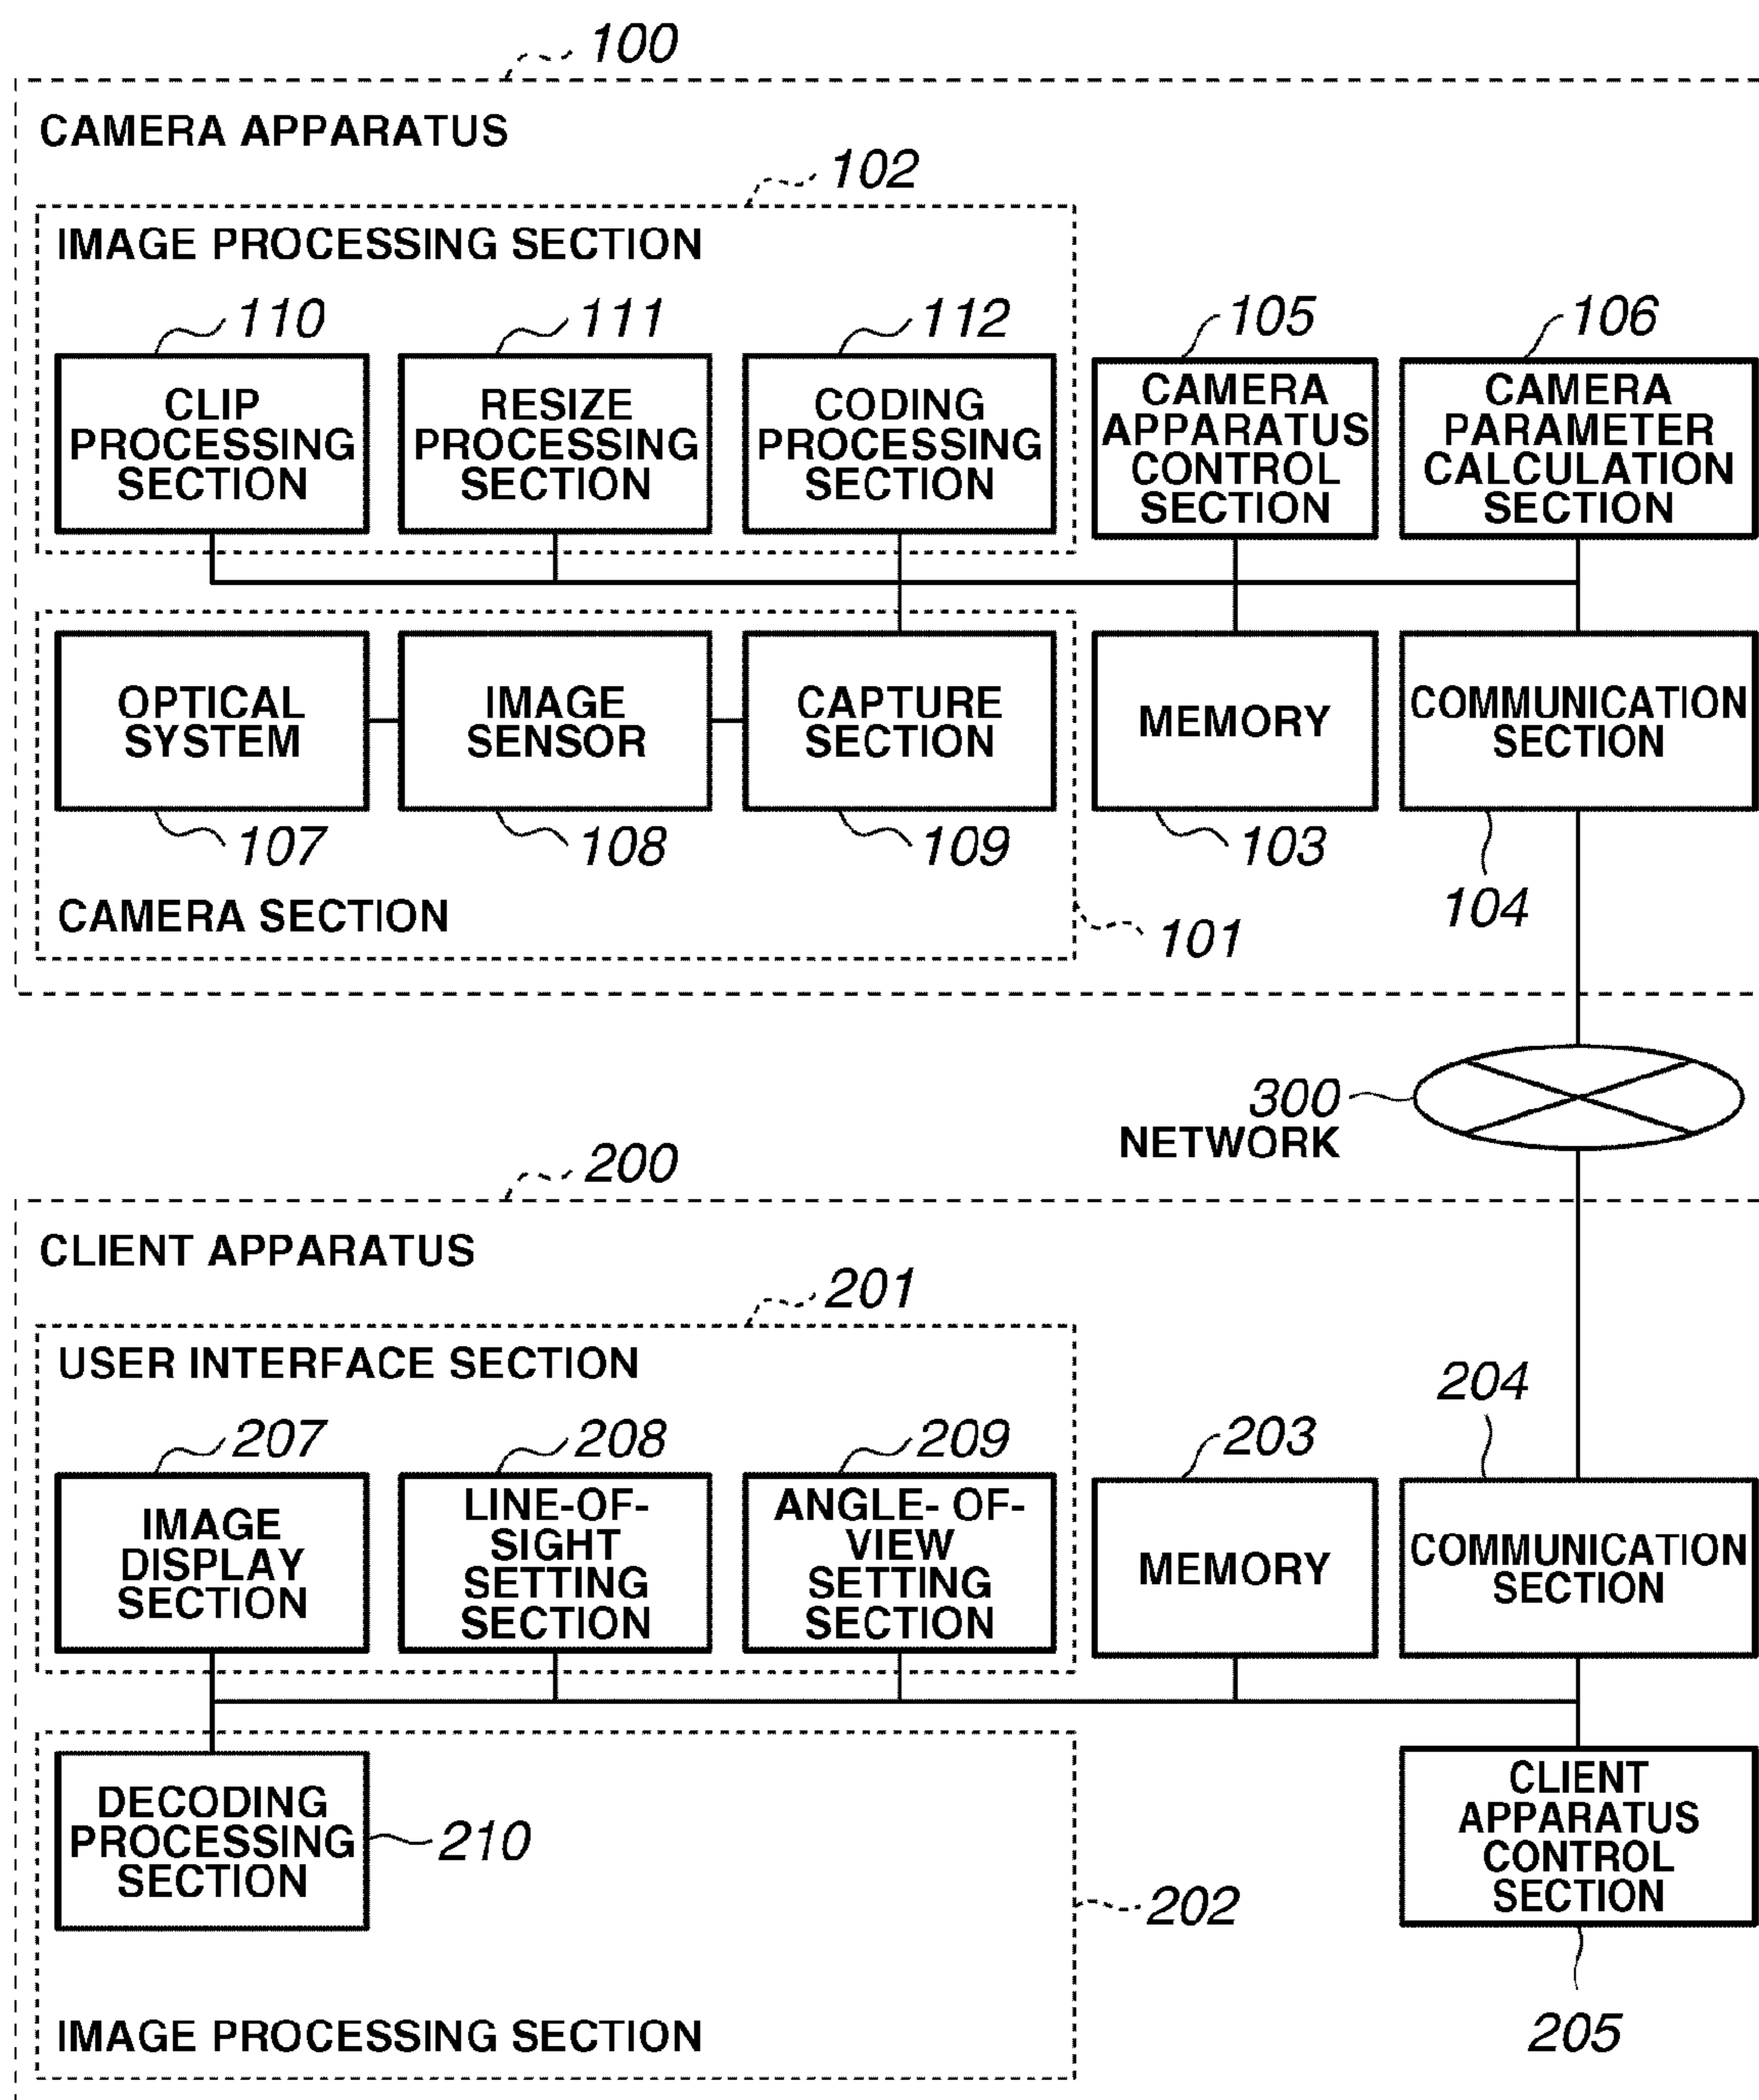 100
CAMERA APPARATUS
102
IMAGE PROCESSING SECTION
110
111
112
105
106
CLIP
PROCESSING
SECTION
RESIZE
PROCESSING
SECTION
CODING
PROCESSING
SECTION
CAMERA
APPARATUS
CONTROL
SECTION
CAMERA
PARAMETER
CALCULATION
SECTION
OPTICAL
SYSTEM
IMAGE
SENSOR
CAPTURE
SECTION
MEMORY
COMMUNICATION
SECTION
107
108
109
103
104
CAMERA SECTION
101
300
NETWORK
200
CLIENT APPARATUS
201
USER INTERFACE SECTION
207
208
209
203
204
IMAGE
DISPLAY
SECTION
LINE-OF-
SIGHT
SETTING
SECTION
ANGLE- OF-
VIEW
SETTING
SECTION
MEMORY
COMMUNICATION
SECTION
DECODING
PROCESSING
SECTION
210
CLIENT
APPARATUS
CONTROL
SECTION
202
205
IMAGE PROCESSING SECTION